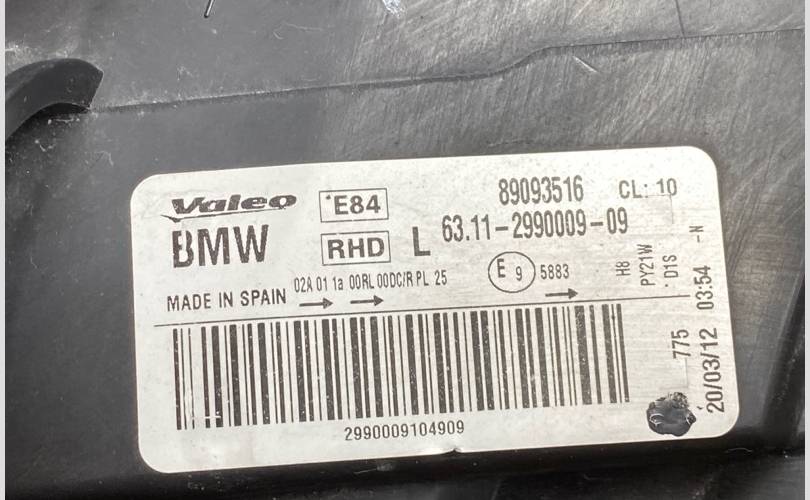 Valeo
E84
89093516 CL: 10
BMW
RHD
L
63.11-2990009-09
02A 01 1a 00RL 00DC/R PL 25
E 9 5883
MADE IN SPAIN
H8
PY21W
D1S
2990009104909
775
20/03/12 03:54 -N